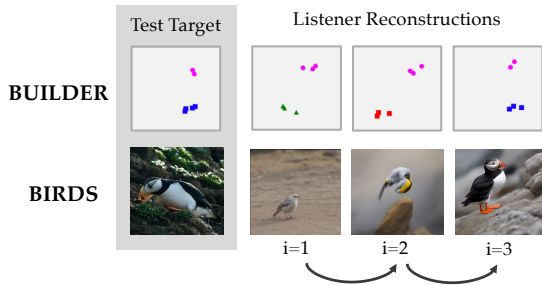 Test Target
Listener Reconstructions
BUILDER
BIRDS
i=1
i=2
i=3